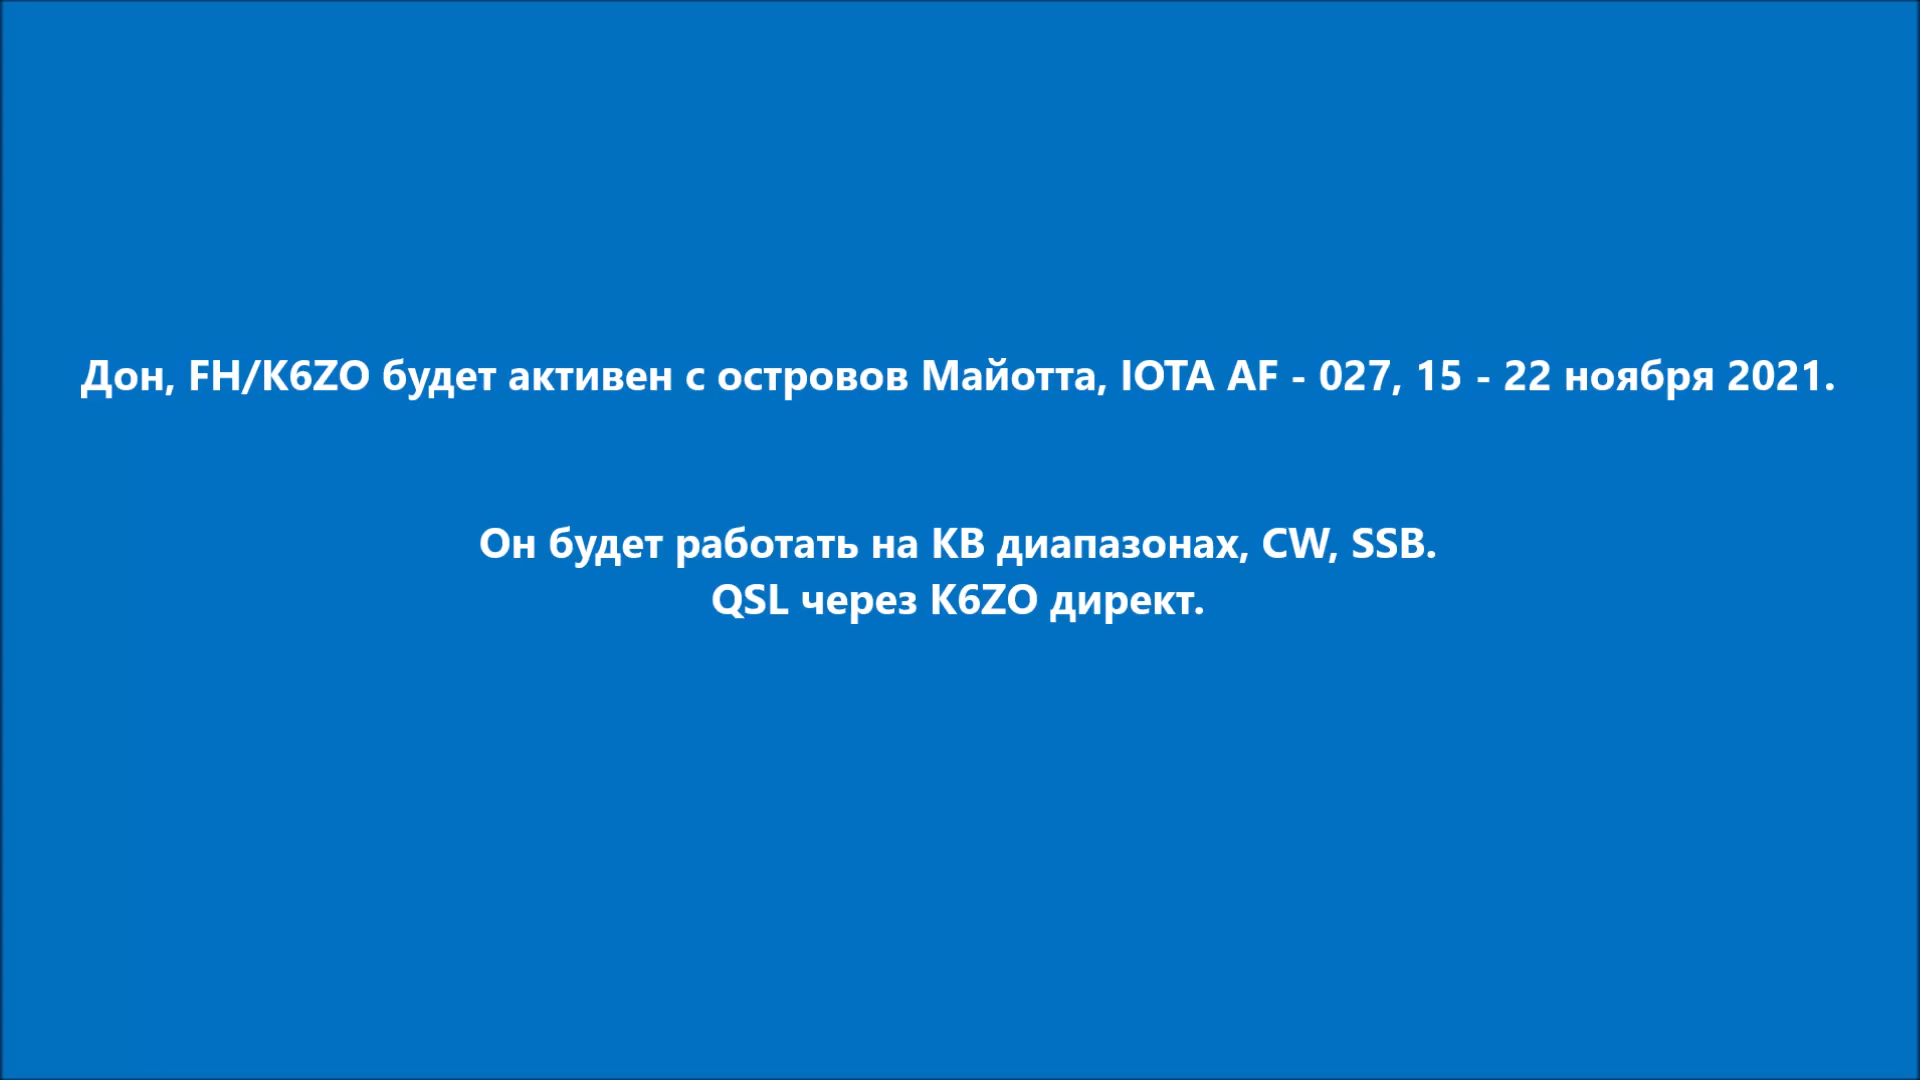 Дон, FH/K6ZO будет активен с островов Майотта, IOTA AF - 027, 15 - 22 ноября 2021.
Он будет работать на КВ диапазонах, CW, SSB.
QSL через K6ZO директ.